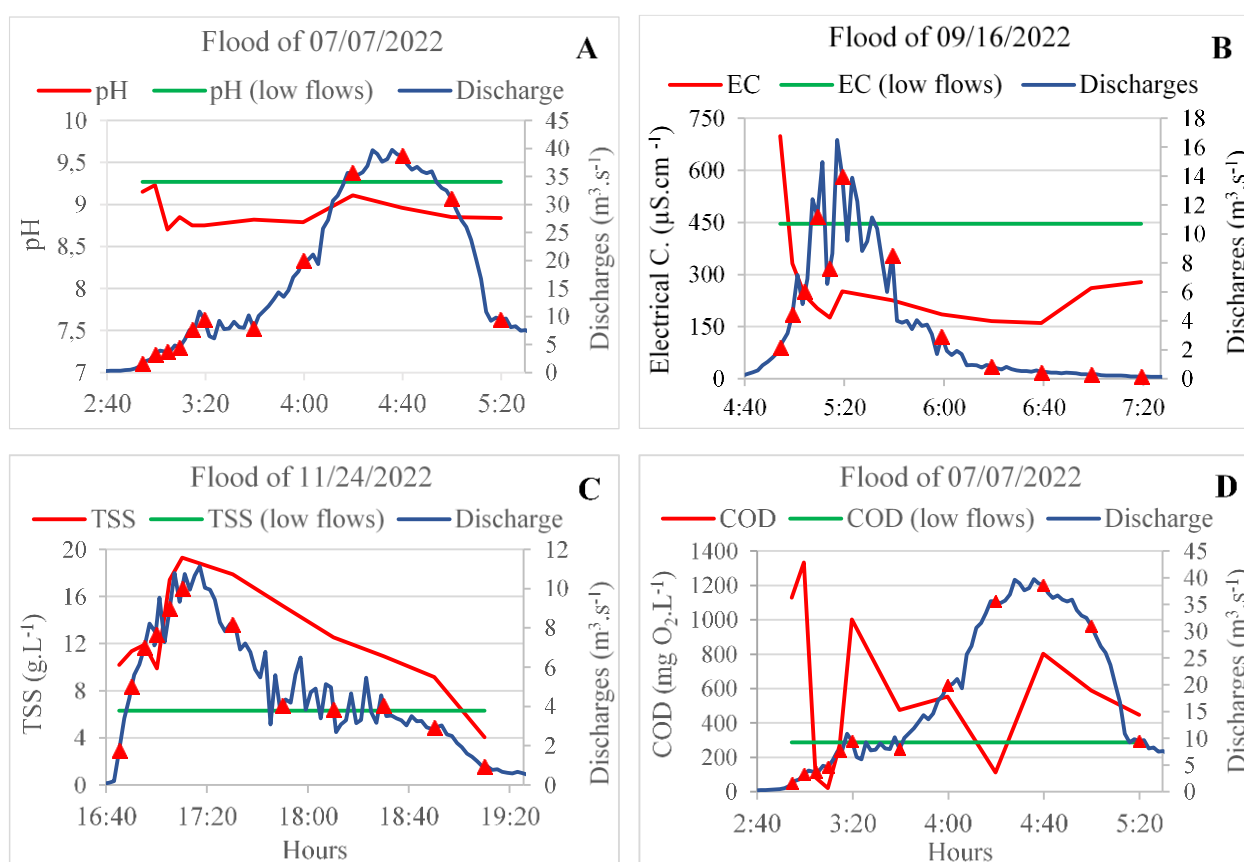 Flood of 07/07/2022
A
pH
pH (low flows)
Discharge
10
9,5
9
8,5
8
7,5
7
pH
45
40
35
30
25
20
15
10
5
0
Discharges (m³.s⁻¹)
2:40 3:20 4:00 4:40 5:20
Flood of 09/16/2022
B
EC
EC (low flows)
Discharges
750
600
450
300
150
0
Electrical C. (µS.cm ⁻¹)
18
16
14
12
10
8
6
4
2
0
Discharges (m³.s⁻¹)
4:40 5:20 6:00 6:40 7:20
Flood of 11/24/2022
C
TSS
TSS (low flows)
Discharge
20
16
12
8
4
0
TSS (g.L⁻¹)
12
10
8
6
4
2
0
Discharges (m³.s⁻¹)
16:40 17:20 18:00 18:40 19:20
Hours
Flood of 07/07/2022
D
COD
COD (low flows)
Discharge
1400
1200
1000
800
600
400
200
0
COD (mg O₂.L⁻¹)
45
40
35
30
25
20
15
10
5
0
Discharges (m³.s⁻¹)
2:40 3:20 4:00 4:40 5:20
Hours